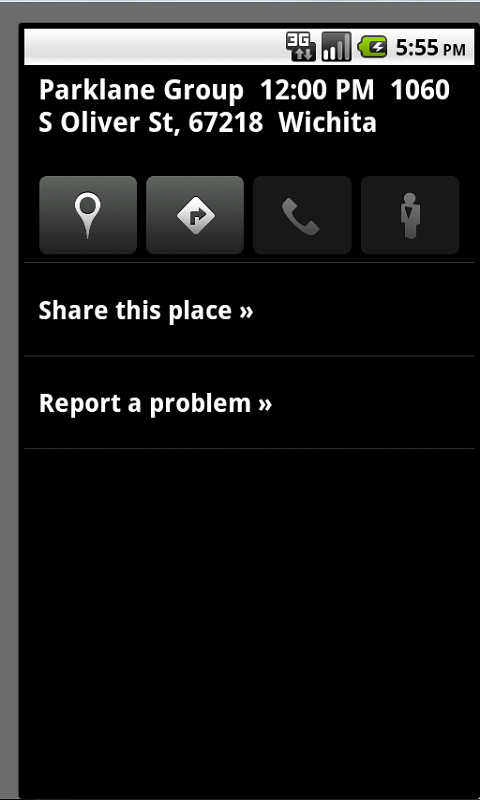 3G
5:55 PM
Parklane Group  12:00 PM  1060
S Oliver St, 67218  Wichita
Share this place »
Report a problem »